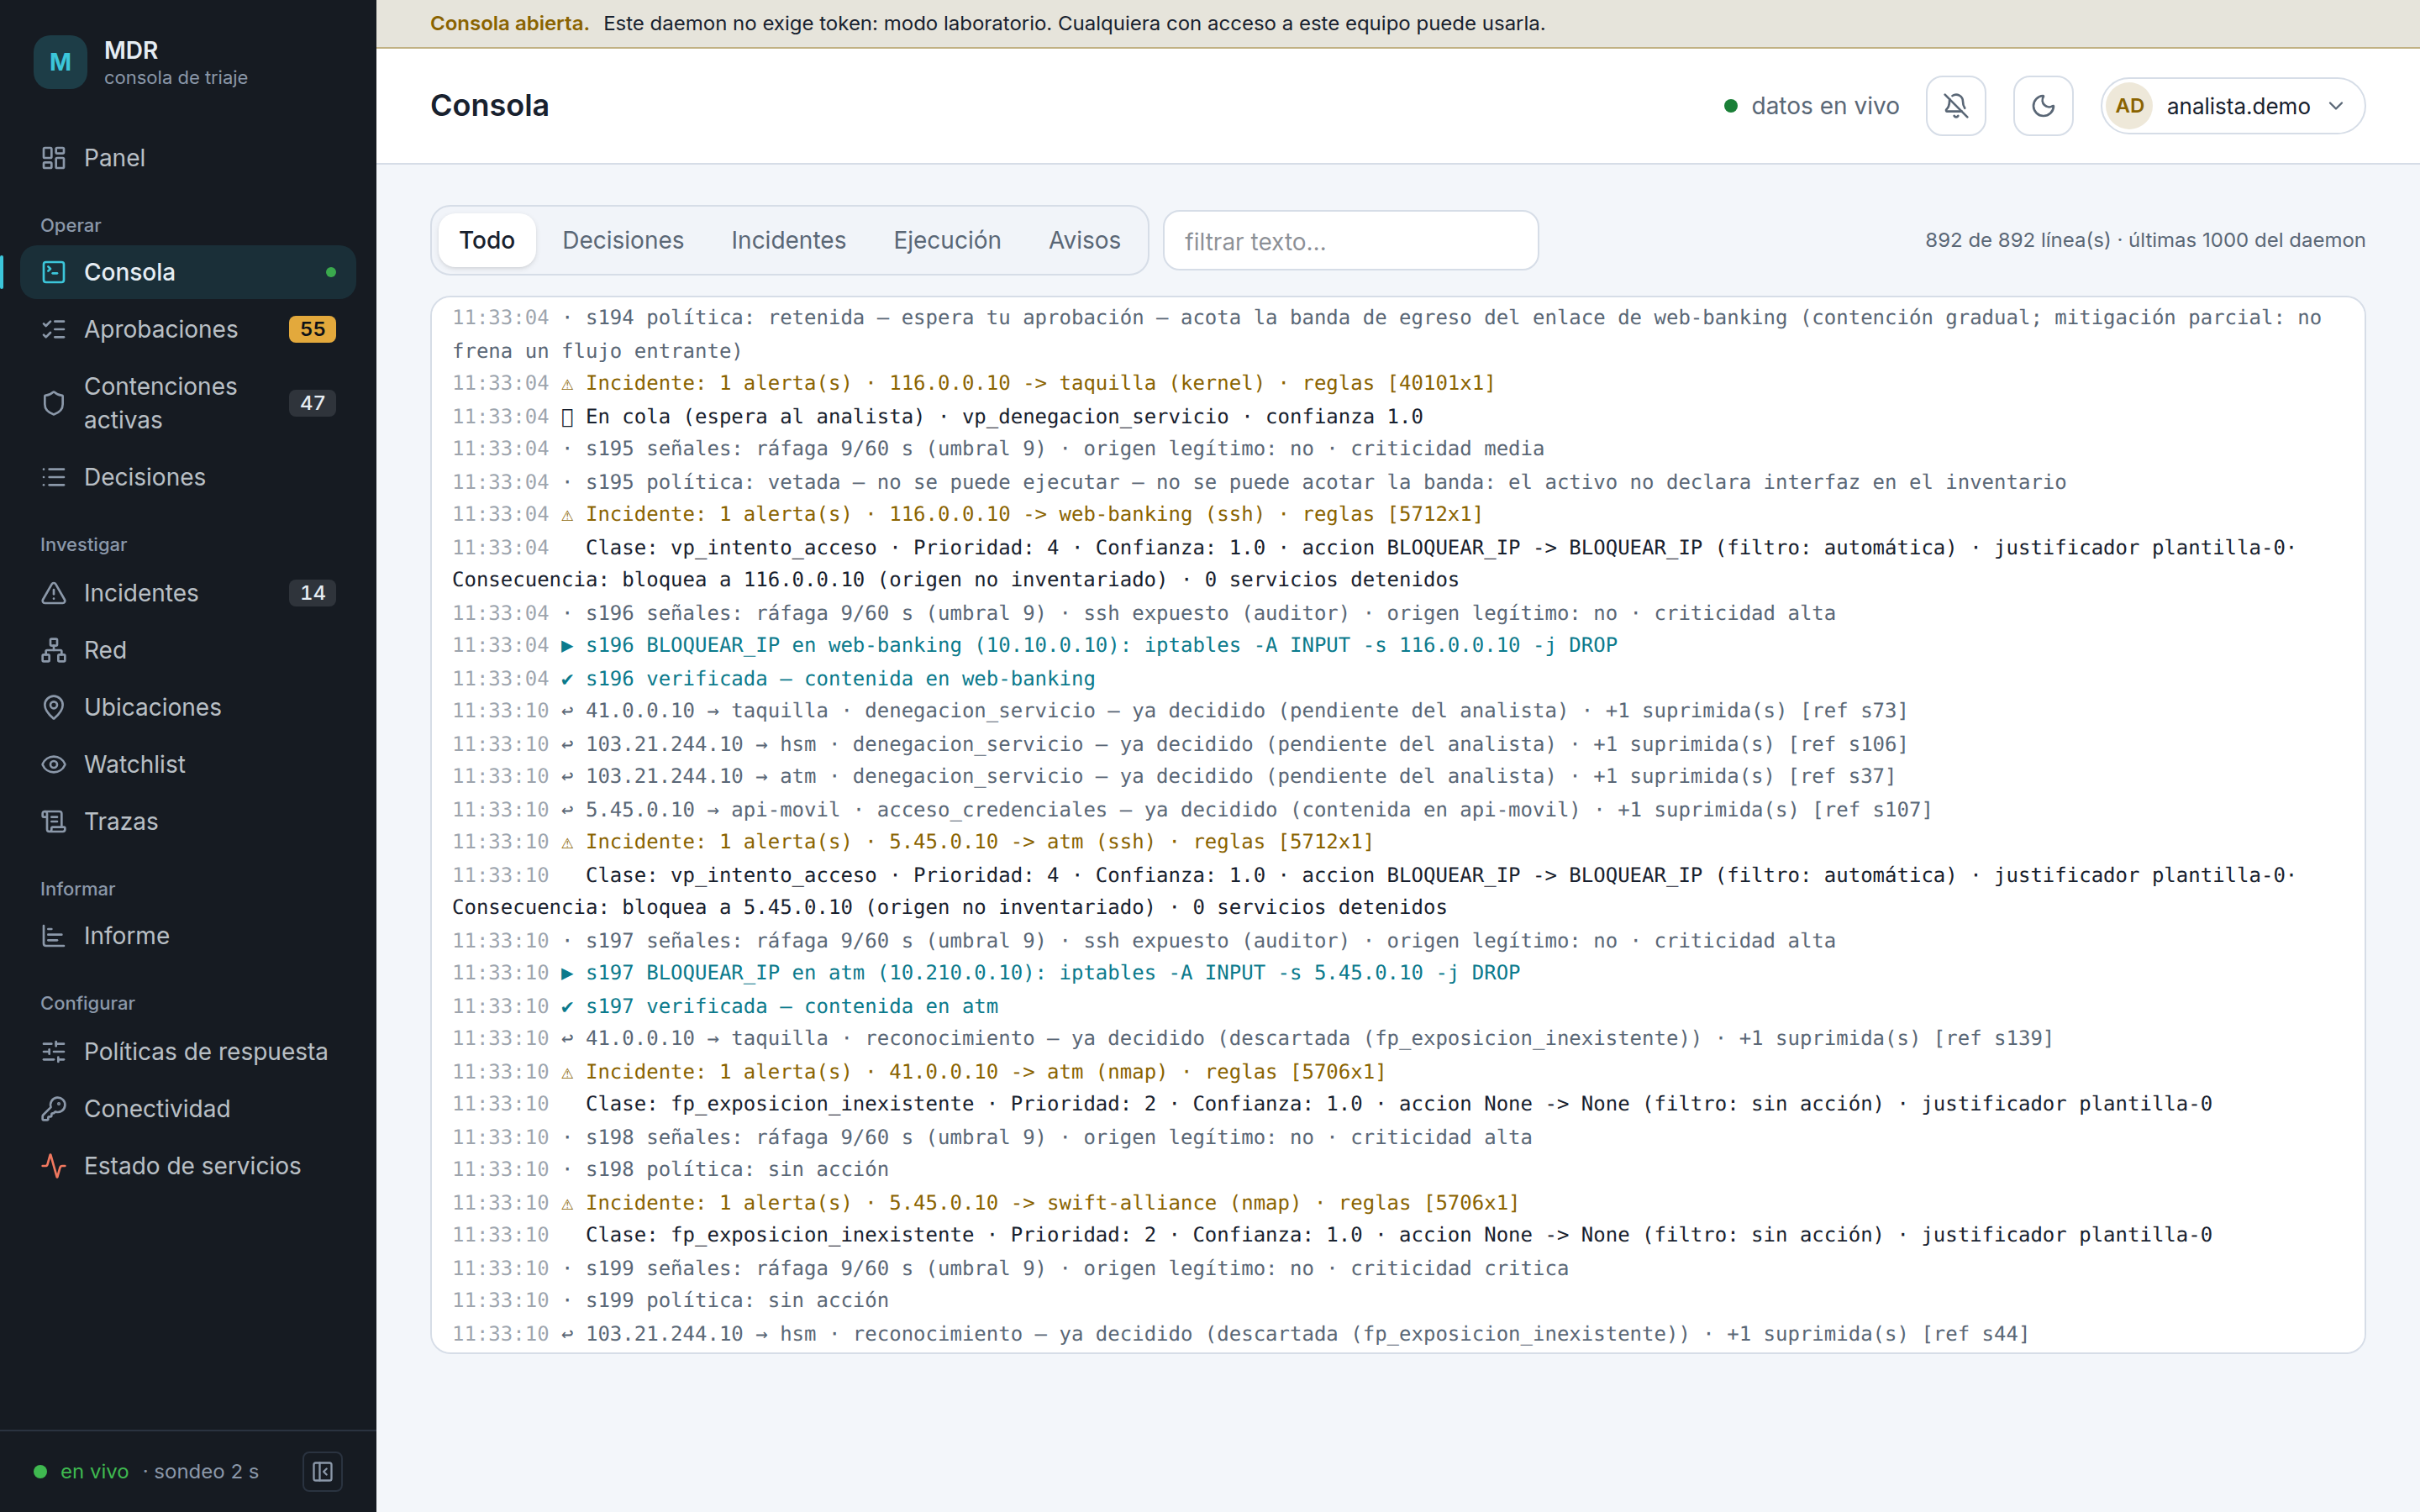 M
MDR
consola de triaje
Panel
Operar
Consola
Aprobaciones 55
Contenciones activas 47
Decisiones
Investigar
Incidentes 14
Red
Ubicaciones
Watchlist
Trazas
Informar
Informe
Configurar
Políticas de respuesta
Conectividad
Estado de servicios
en vivo · sondeo 2 s
Consola abierta. Este daemon no exige token: modo laboratorio. Cualquiera con acceso a este equipo puede usarla.
Consola
datos en vivo
AD analista.demo
Todo Decisiones Incidentes Ejecución Avisos
filtrar texto...
892 de 892 línea(s) · últimas 1000 del daemon
11:33:04 · s194 política: retenida — espera tu aprobación — acota la banda de egreso del enlace de web-banking (contención gradual; mitigación parcial: no
frena un flujo entrante)
11:33:04 ⚠ Incidente: 1 alerta(s) · 116.0.0.10 -> taquilla (kernel) · reglas [40101x1]
11:33:04 En cola (espera al analista) · vp_denegacion_servicio · confianza 1.0
11:33:04 · s195 señales: ráfaga 9/60 s (umbral 9) · origen legítimo: no · criticidad media
11:33:04 · s195 política: vetada — no se puede ejecutar — no se puede acotar la banda: el activo no declara interfaz en el inventario
11:33:04 ⚠ Incidente: 1 alerta(s) · 116.0.0.10 -> web-banking (ssh) · reglas [5712x1]
11:33:04 Clase: vp_intento_acceso · Prioridad: 4 · Confianza: 1.0 · accion BLOQUEAR_IP -> BLOQUEAR_IP (filtro: automática) · justificador plantilla-0·
Consecuencia: bloquea a 116.0.0.10 (origen no inventariado) · 0 servicios detenidos
11:33:04 · s196 señales: ráfaga 9/60 s (umbral 9) · ssh expuesto (auditor) · origen legítimo: no · criticidad alta
11:33:04 ▶ s196 BLOQUEAR_IP en web-banking (10.10.0.10): iptables -A INPUT -s 116.0.0.10 -j DROP
11:33:04 ✔ s196 verificada — contenida en web-banking
11:33:10 ↩ 41.0.0.10 → taquilla · denegacion_servicio — ya decidido (pendiente del analista) · +1 suprimida(s) [ref s73]
11:33:10 ↩ 103.21.244.10 → hsm · denegacion_servicio — ya decidido (pendiente del analista) · +1 suprimida(s) [ref s106]
11:33:10 ↩ 103.21.244.10 → atm · denegacion_servicio — ya decidido (pendiente del analista) · +1 suprimida(s) [ref s37]
11:33:10 ↩ 5.45.0.10 → api-movil · acceso_credenciales — ya decidido (contenida en api-movil) · +1 suprimida(s) [ref s107]
11:33:10 ⚠ Incidente: 1 alerta(s) · 5.45.0.10 -> atm (ssh) · reglas [5712x1]
11:33:10 Clase: vp_intento_acceso · Prioridad: 4 · Confianza: 1.0 · accion BLOQUEAR_IP -> BLOQUEAR_IP (filtro: automática) · justificador plantilla-0·
Consecuencia: bloquea a 5.45.0.10 (origen no inventariado) · 0 servicios detenidos
11:33:10 · s197 señales: ráfaga 9/60 s (umbral 9) · ssh expuesto (auditor) · origen legítimo: no · criticidad alta
11:33:10 ▶ s197 BLOQUEAR_IP en atm (10.210.0.10): iptables -A INPUT -s 5.45.0.10 -j DROP
11:33:10 ✔ s197 verificada — contenida en atm
11:33:10 ↩ 41.0.0.10 → taquilla · reconocimiento — ya decidido (descartada (fp_exposicion_inexistente)) · +1 suprimida(s) [ref s139]
11:33:10 ⚠ Incidente: 1 alerta(s) · 41.0.0.10 -> atm (nmap) · reglas [5706x1]
11:33:10 Clase: fp_exposicion_inexistente · Prioridad: 2 · Confianza: 1.0 · accion None -> None (filtro: sin acción) · justificador plantilla-0
11:33:10 · s198 señales: ráfaga 9/60 s (umbral 9) · origen legítimo: no · criticidad alta
11:33:10 · s198 política: sin acción
11:33:10 ⚠ Incidente: 1 alerta(s) · 5.45.0.10 -> swift-alliance (nmap) · reglas [5706x1]
11:33:10 Clase: fp_exposicion_inexistente · Prioridad: 2 · Confianza: 1.0 · accion None -> None (filtro: sin acción) · justificador plantilla-0
11:33:10 · s199 señales: ráfaga 9/60 s (umbral 9) · origen legítimo: no · criticidad critica
11:33:10 · s199 política: sin acción
11:33:10 ↩ 103.21.244.10 → hsm · reconocimiento — ya decidido (descartada (fp_exposicion_inexistente)) · +1 suprimida(s) [ref s44]